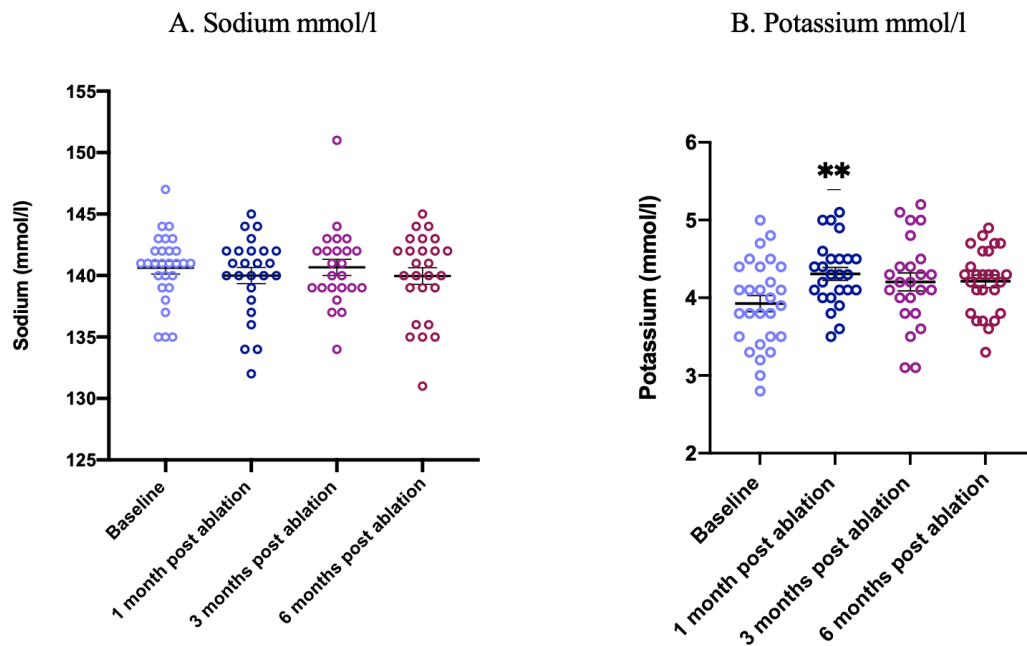 A. Sodium mmol/l
B. Potassium mmol/l
Sodium (mmol/l)
155
150
145
140
135
130
125
Baseline
1 month post ablation
3 months post ablation
6 months post ablation
Potassium (mmol/l)
6
5
4
3
2
**
Baseline
1 month post ablation
3 months post ablation
6 months post ablation